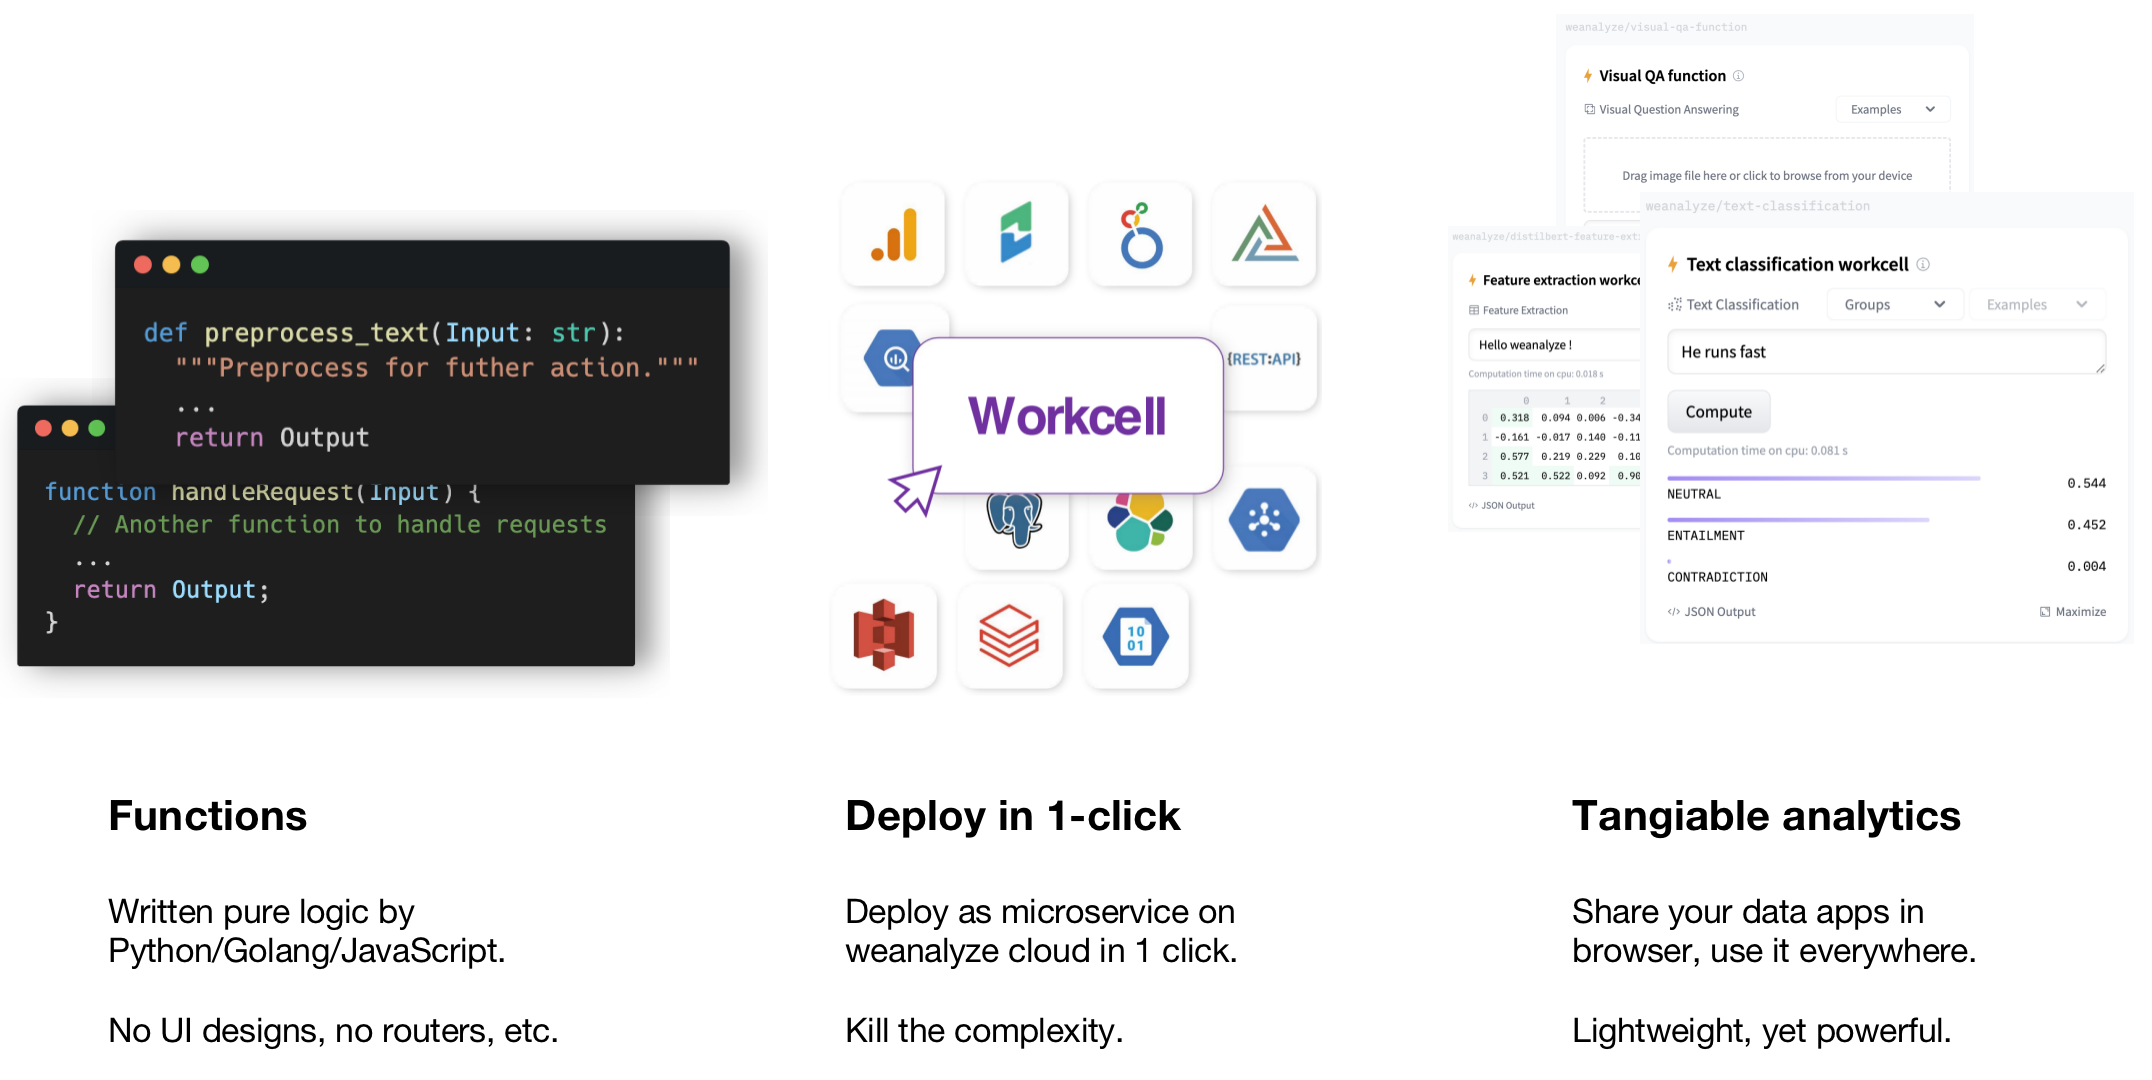 def preprocess_text(Input: str):
"""Preprocess for futher action."""
...
return Output
function handleRequest(Input) {
// Another function to handle requests
...
return Output;
}
Functions
Written pure logic by
Python/Golang/JavaScript.
No UI designs, no routers, etc.
{REST:API}
Workcell
10
01
Deploy in 1-click
Deploy as microservice on
weanalyze cloud in 1 click.
Kill the complexity.
weanalyze/visual-qa-function
Visual QA function
Visual Question Answering
Examples
Drag image file here or click to browse from your device
weanalyze/distilbert-feature-ext
Feature extraction workce
Feature Extraction
Hello weanalyze !
Computation time on cpu: 0.018 s
0 1 2
0 0.318 0.094 0.006 -0.34
1 -0.161 -0.017 0.140 -0.11
2 0.577 0.219 0.229 0.10
3 0.521 0.522 0.092 0.90
</> JSON Output
weanalyze/text-classification
Text classification workcell
Text Classification
Groups
Examples
He runs fast
Compute
Computation time on cpu: 0.081 s
NEUTRAL 0.544
ENTAILMENT 0.452
CONTRADICTION 0.004
</> JSON Output
Maximize
Tangiable analytics
Share your data apps in
browser, use it everywhere.
Lightweight, yet powerful.